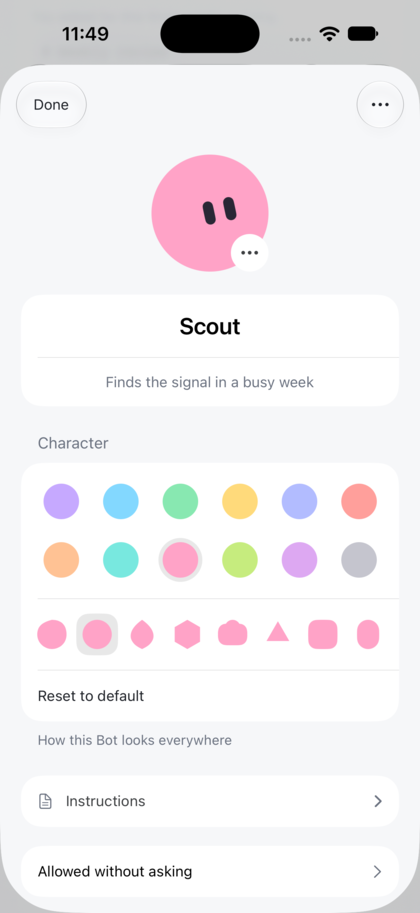 11:49
Done
Scout
Finds the signal in a busy week
Character
Reset to default
How this Bot looks everywhere
Instructions
Allowed without asking